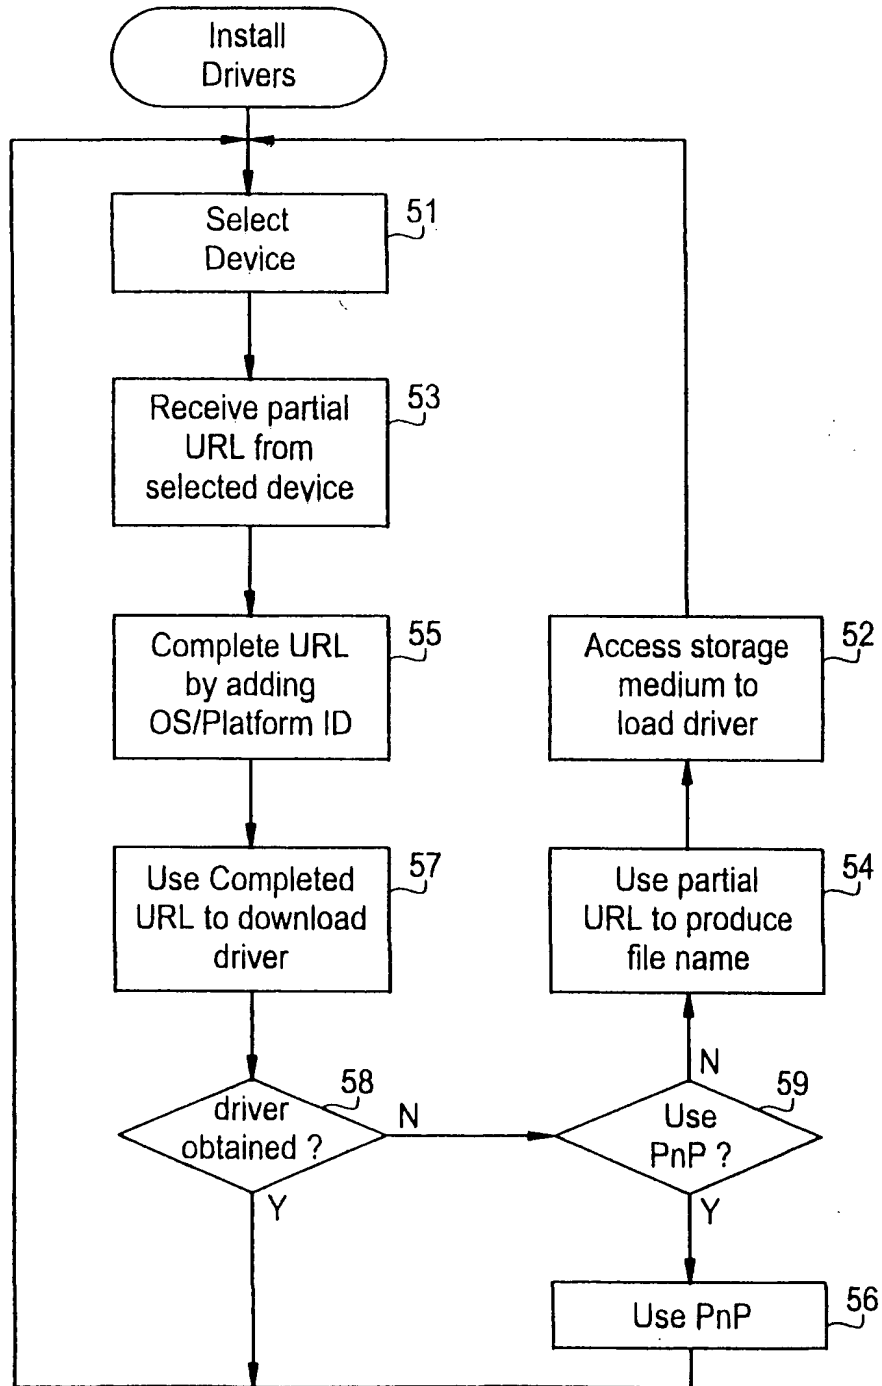 Install
Drivers
Select
Device
51
Receive partial
URL from
selected device
53
Complete URL
by adding
OS/Platform ID
55
Access storage
medium to
load driver
52
Use Completed
URL to download
driver
57
Use partial
URL to produce
file name
54
driver
obtained ?
58
N
Y
Use
PnP ?
59
N
Y
Use PnP
56